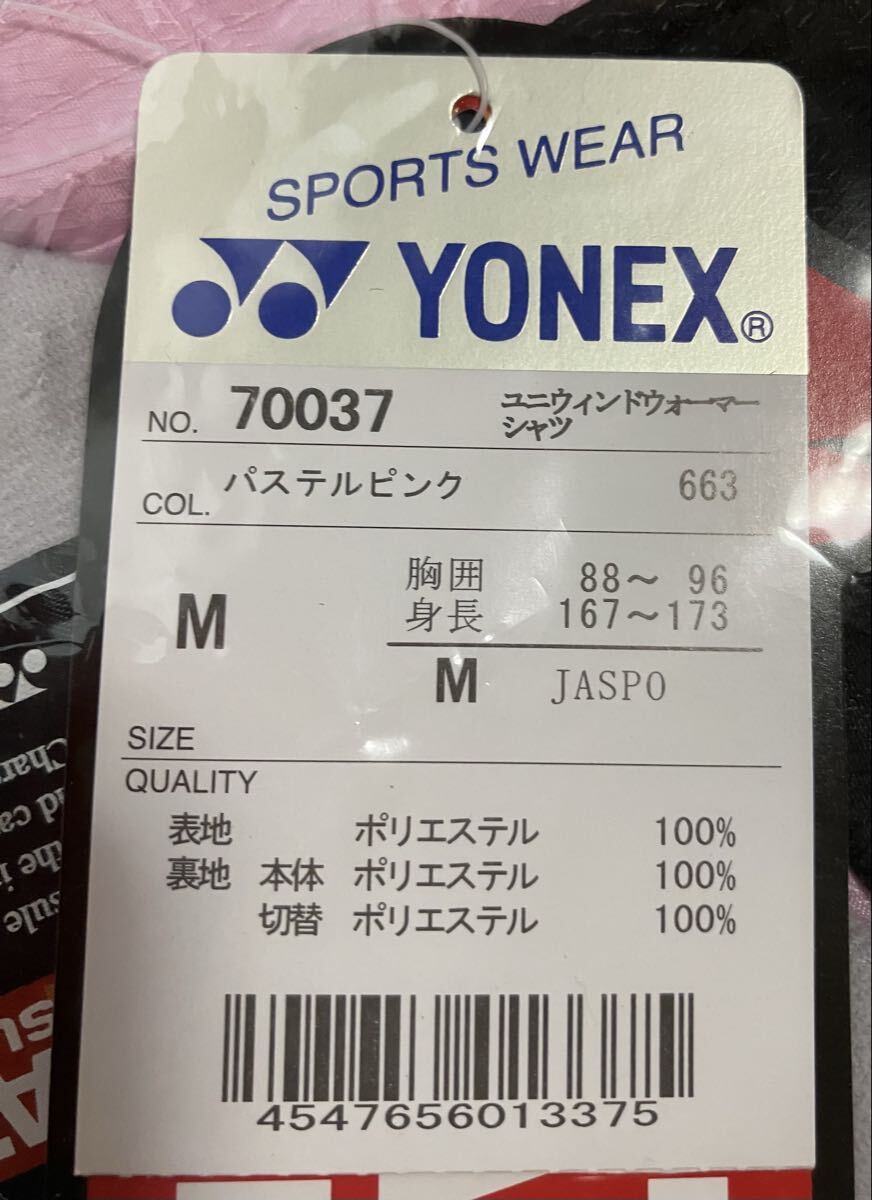 SPORTS WEAR
YONEX®
NO. 70037 ユニウィンドウォーマー
シャツ
COL. パステルピンク 663
胸囲 88～ 96
M 身長 167～173
M JASPO
SIZE
QUALITY
表地 ポリエステル 100%
裏地 本体 ポリエステル 100%
切替 ポリエステル 100%
4547656013375